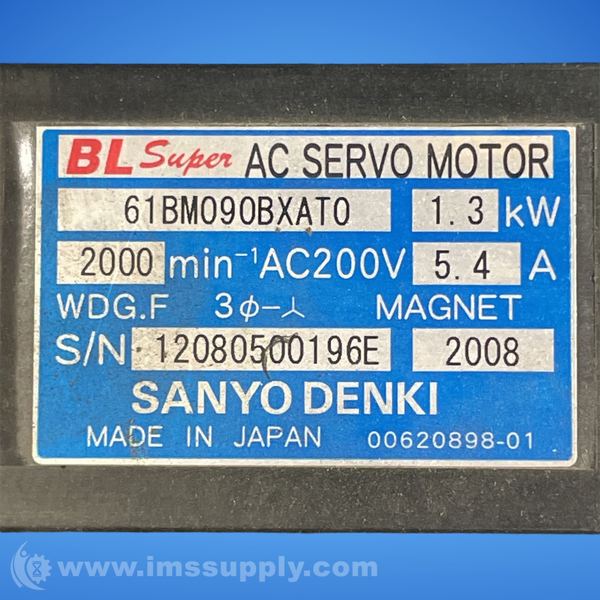 BL Super AC SERVO MOTOR
61BM090BXAT0 1.3 kW
2000 min⁻¹ AC200V 5.4 A
WDG.F 3φ-⅄ MAGNET
S/N 12080500196E 2008
SANYO DENKI
MADE IN JAPAN 00620898-01
www.imssupply.com